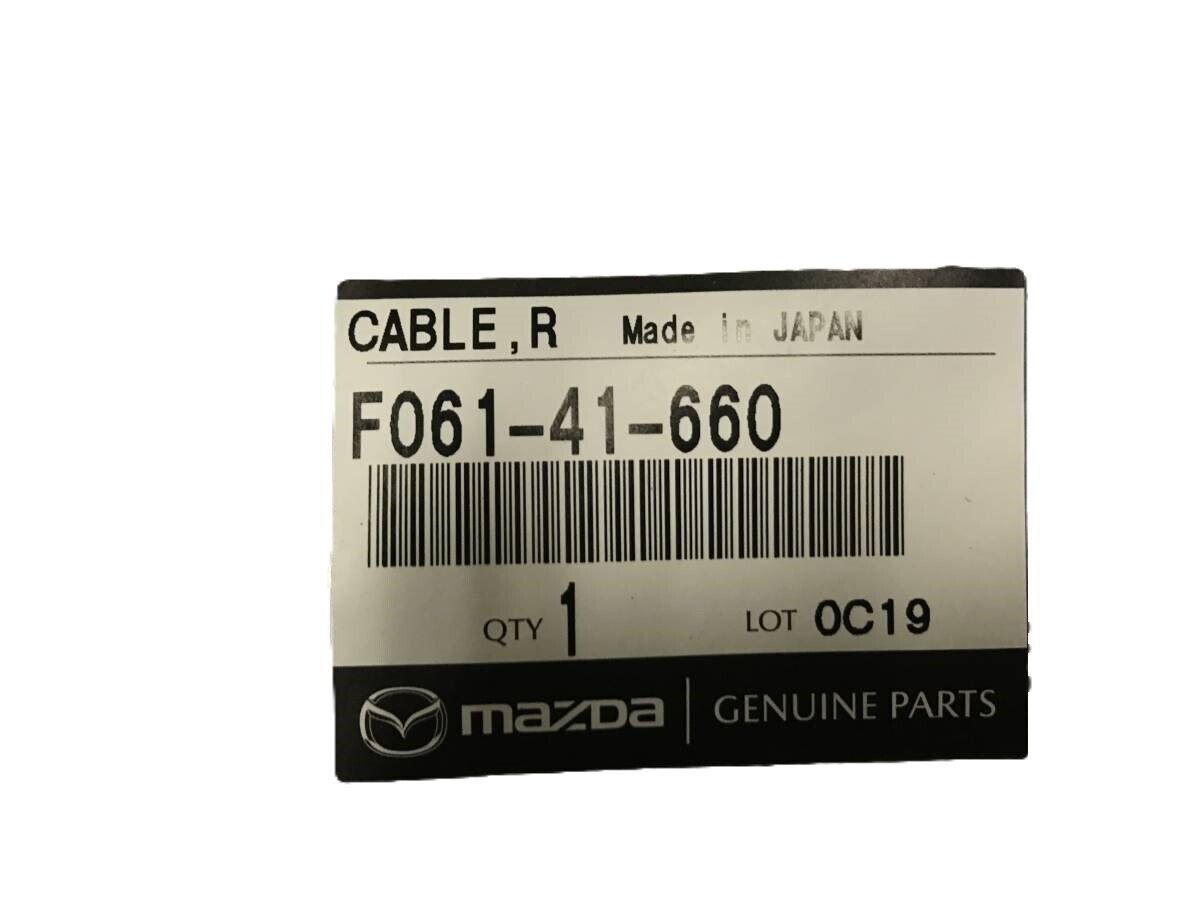 CABLE,R Made in JAPAN
F061-41-660
QTY 1 LOT 0C19
mazda GENUINE PARTS